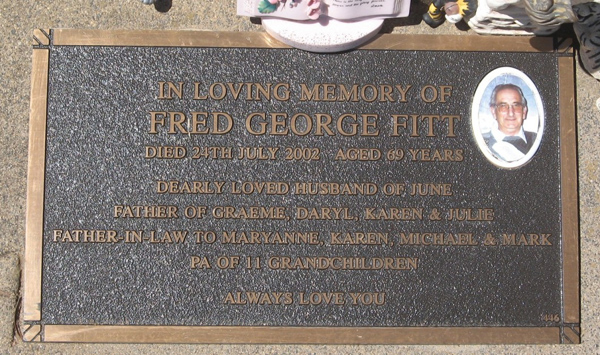 IN LOVING MEMORY OF
FRED GEORGE FITT
DIED 24TH JULY 2002 AGED 69 YEARS
DEARLY LOVED HUSBAND OF JUNE
FATHER OF GRAEME, DARYL, KAREN & JULIE
FATHER-IN-LAW TO MARYANNE, KAREN, MICHAEL & MARK
PA OF 11 GRANDCHILDREN
ALWAYS LOVE YOU